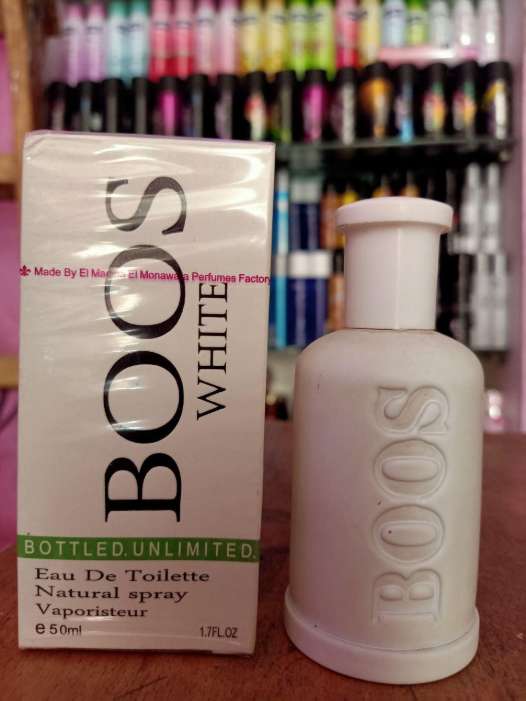 BOOS
WHITE
Made By El Madina El Monawara Perfumes Factory
BOTTLED.UNLIMITED.
Eau De Toilette
Natural spray
Vaporisteur
e 50ml 1.7FL.OZ
BOOS